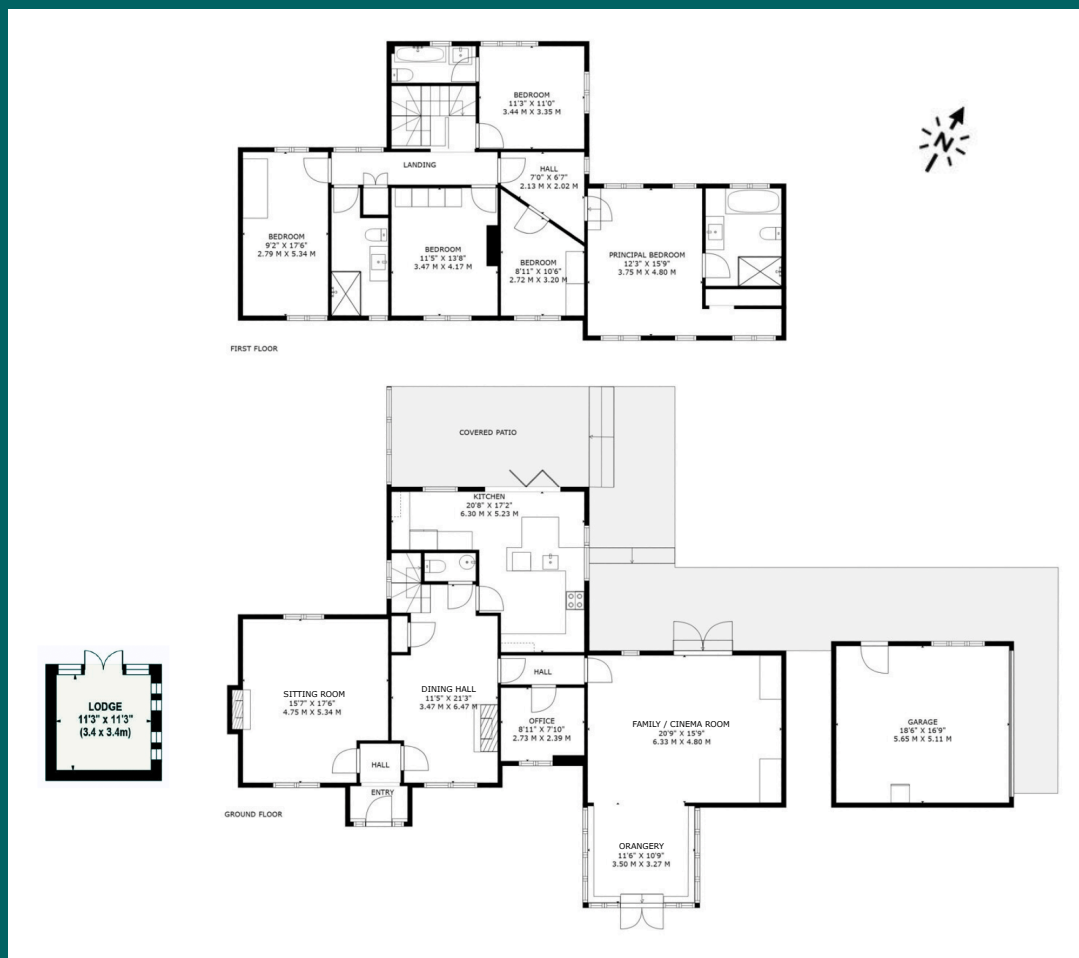 BEDROOM
11'3" X 11'0"
3.44 M X 3.35 M
N
LANDING
HALL
7'0" X 6'7"
2.13 M X 2.02 M
BEDROOM
9'2" X 17'6"
2.79 M X 5.34 M
BEDROOM
11'5" X 13'8"
3.47 M X 4.17 M
BEDROOM
8'11" X 10'6"
2.72 M X 3.20 M
PRINCIPAL BEDROOM
12'3" X 15'9"
3.75 M X 4.80 M
FIRST FLOOR
COVERED PATIO
KITCHEN
20'8" X 17'2"
6.30 M X 5.23 M
LODGE
11'3" x 11'3"
(3.4 x 3.4m)
SITTING ROOM
15'7" X 17'6"
4.75 M X 5.34 M
DINING HALL
11'5" X 21'3"
3.47 M X 6.47 M
HALL
OFFICE
8'11" X 7'10"
2.73 M X 2.39 M
FAMILY / CINEMA ROOM
20'9" X 15'9"
6.33 M X 4.80 M
GARAGE
18'6" X 16'9"
5.65 M X 5.11 M
HALL
ENTRY
GROUND FLOOR
ORANGERY
11'6" X 10'9"
3.50 M X 3.27 M